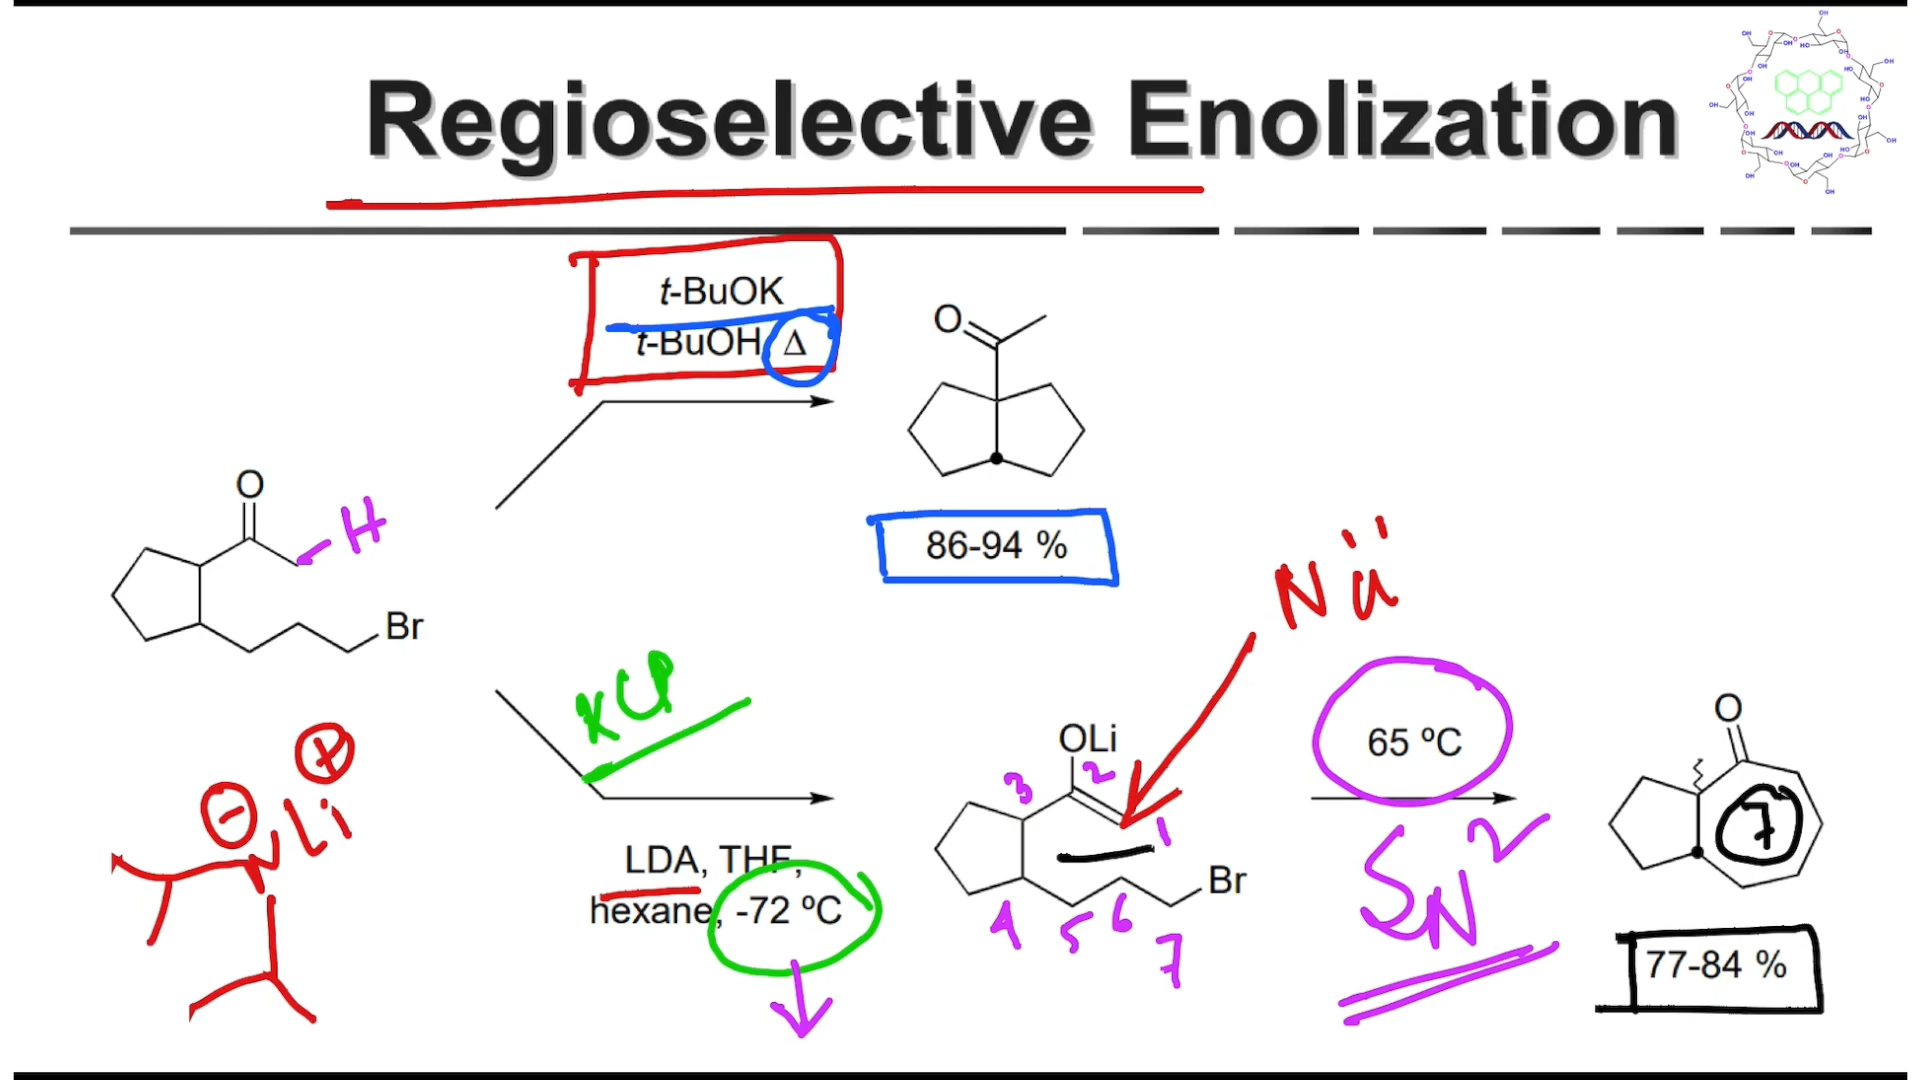 Regioselective Enolization
t-BuOK
t-BuOH Δ
O
O
H
86-94 %
Br
Nü
KCP
OLi
65 ºC
O
2
3
1
7
⊕
⊖
N Li
LDA, THF,
hexane, -72 ºC
Br
SN2
4
5
6
7
77-84 %